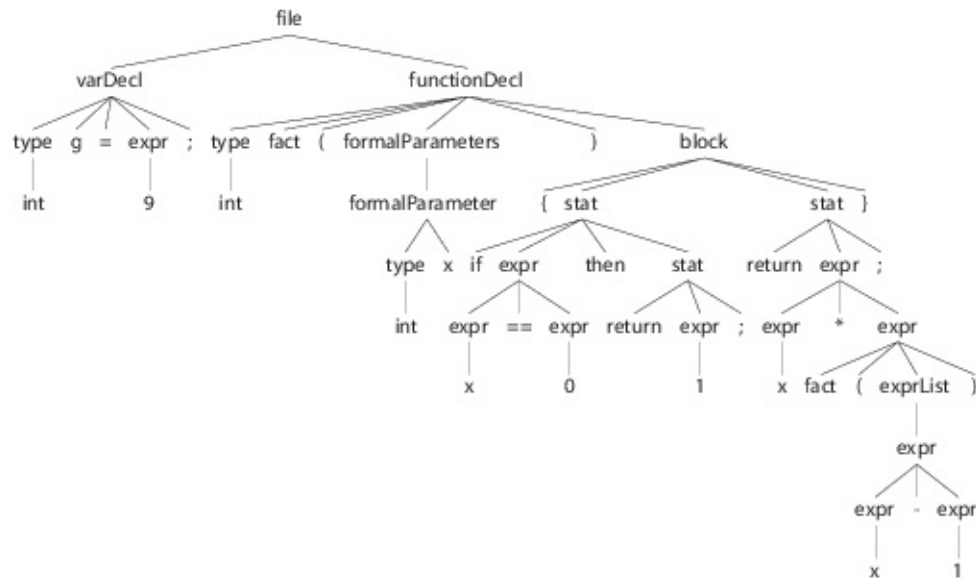 file
varDecl functionDecl
type g = expr ; type fact ( formalParameters ) block
int 9 int formalParameter { stat stat }
type x if expr then stat return expr ;
int expr == expr return expr ; expr * expr
x 0 1 x fact ( exprList )
expr
expr - expr
x 1